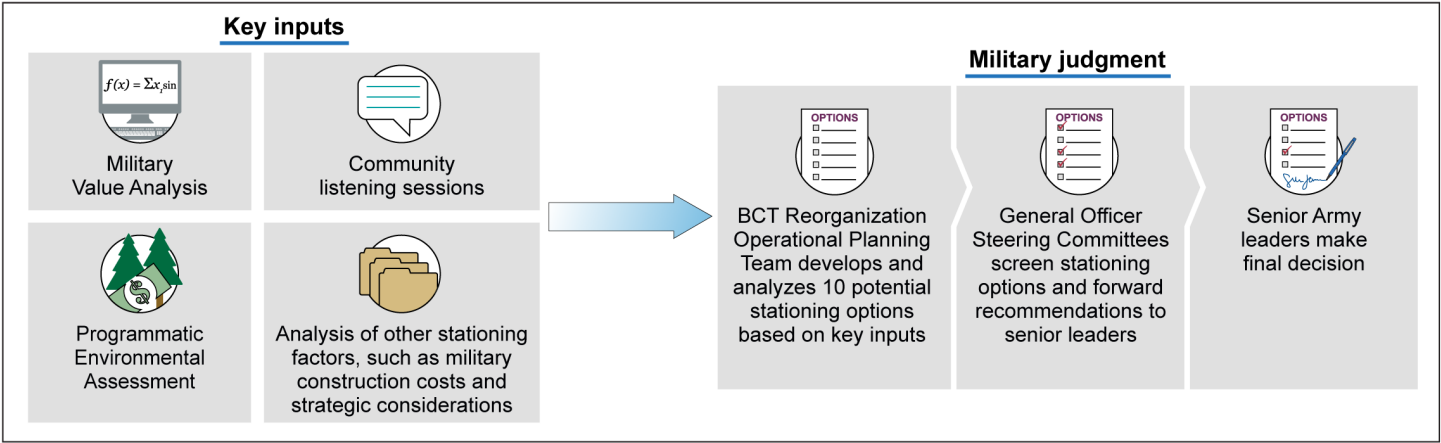 Key inputs
f(x) = Σx_i sin
Military
Value Analysis
Community
listening sessions
Programmatic
Environmental
Assessment
Analysis of other stationing
factors, such as military
construction costs and
strategic considerations
Military judgment
OPTIONS
BCT Reorganization
Operational Planning
Team develops and
analyzes 10 potential
stationing options
based on key inputs
OPTIONS
General Officer
Steering Committees
screen stationing
options and forward
recommendations to
senior leaders
OPTIONS
Senior Army
leaders make
final decision